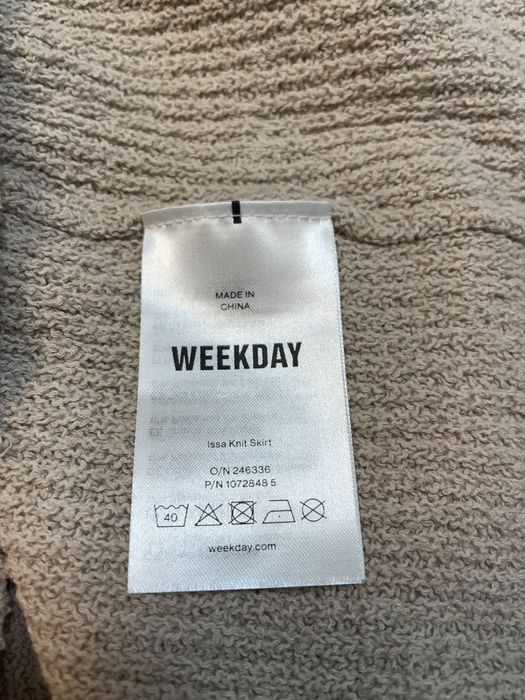 MADE IN
CHINA
WEEKDAY
Issa Knit Skirt
O/N 246336
P/N 1072848 5
40
weekday.com